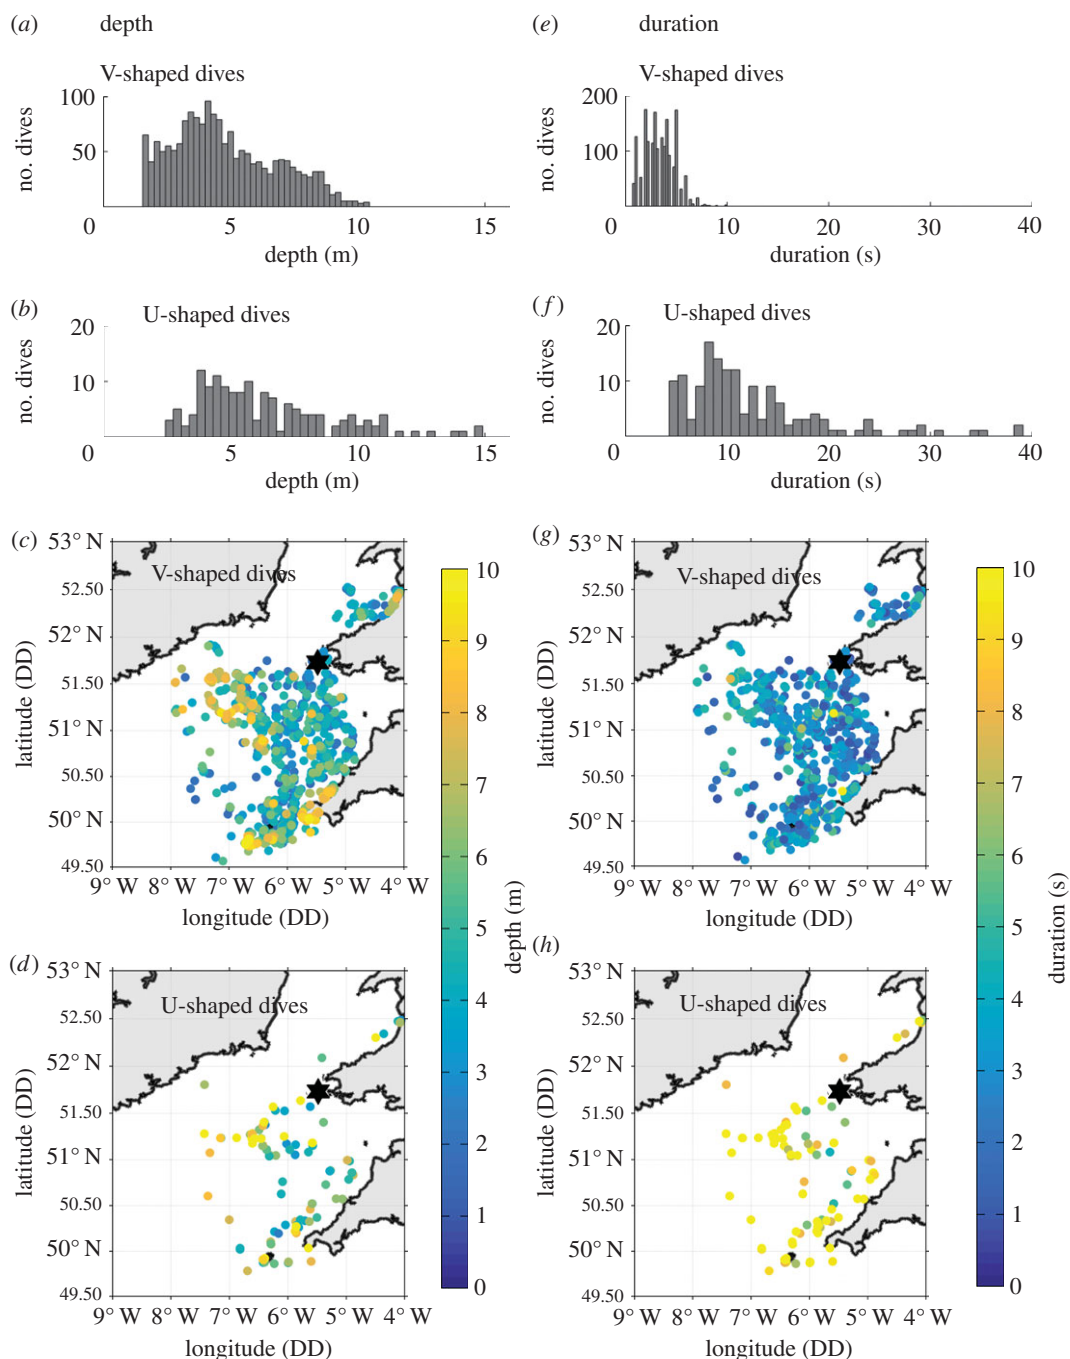 (a) depth
V-shaped dives
100
50
0
no. dives
5 10 15
depth (m)
(b)
U-shaped dives
20
10
0
no. dives
5 10 15
depth (m)
(c)
V-shaped dives
53° N
52.50
52° N
51.50
51° N
50.50
50° N
49.50
latitude (DD)
9° W 8° W 7° W 6° W 5° W 4° W
longitude (DD)
(d)
U-shaped dives
53° N
52.50
52° N
51.50
51° N
50.50
50° N
49.50
latitude (DD)
9° W 8° W 7° W 6° W 5° W 4° W
longitude (DD)
10
9
8
7
6
5
4
3
2
1
0
depth (m)
(e) duration
V-shaped dives
200
100
0
no. dives
10 20 30 40
duration (s)
(f)
U-shaped dives
20
10
0
no. dives
10 20 30 40
duration (s)
(g)
V-shaped dives
53° N
52.50
52° N
51.50
51° N
50.50
50° N
49.50
latitude (DD)
9° W 8° W 7° W 6° W 5° W 4° W
longitude (DD)
(h)
U-shaped dives
53° N
52.50
52° N
51.50
51° N
50.50
50° N
49.50
latitude (DD)
9° W 8° W 7° W 6° W 5° W 4° W
longitude (DD)
10
9
8
7
6
5
4
3
2
1
0
duration (s)